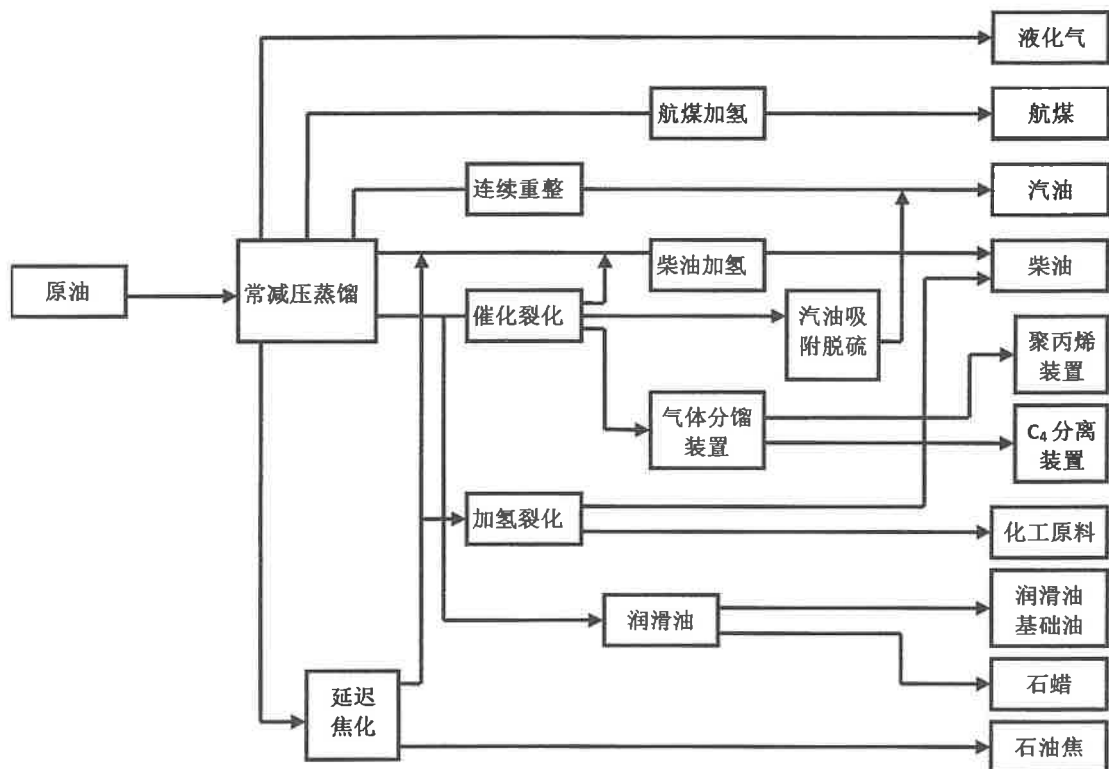 液化气
航煤加氢
航煤
连续重整
汽油
原油
常减压蒸馏
柴油加氢
柴油
催化裂化
汽油吸
附脱硫
聚丙烯
装置
气体分馏
装置
C₄分离
装置
加氢裂化
化工原料
润滑油
润滑油
基础油
延迟
焦化
石蜡
石油焦